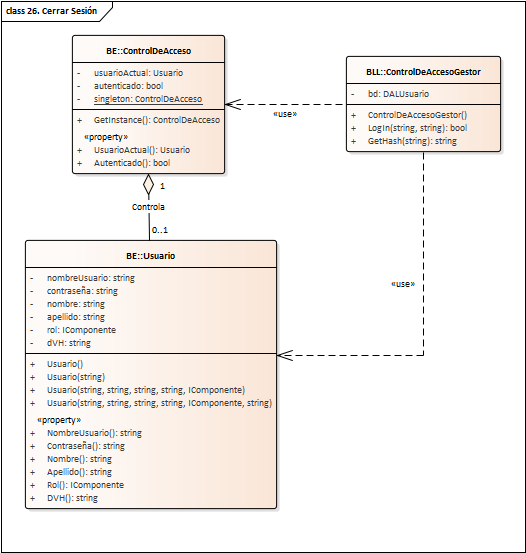 class 26. Cerrar Sesión
BE::ControlDeAcceso
- usuarioActual: Usuario
- autenticado: bool
- singleton: ControlDeAcceso
+ GetInstance(): ControlDeAcceso
«property»
+ UsuarioActual(): Usuario
+ Autenticado(): bool
BLL::ControlDeAccesoGestor
- bd: DALUsuario
+ ControlDeAccesoGestor()
+ LogIn(string, string): bool
+ GetHash(string): string
«use»
1
Controla
0..1
«use»
BE::Usuario
- nombreUsuario: string
- contraseña: string
- nombre: string
- apellido: string
- rol: IComponente
- dVH: string
+ Usuario()
+ Usuario(string)
+ Usuario(string, string, string, string, IComponente)
+ Usuario(string, string, string, string, IComponente, string)
«property»
+ NombreUsuario(): string
+ Contraseña(): string
+ Nombre(): string
+ Apellido(): string
+ Rol(): IComponente
+ DVH(): string